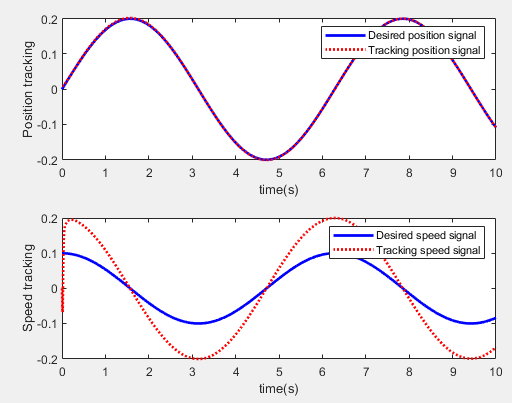 Position tracking
0.2
0.1
0
-0.1
-0.2
Desired position signal
Tracking position signal
0 1 2 3 4 5 6 7 8 9 10
time(s)
Speed tracking
0.2
0.1
0
-0.1
-0.2
Desired speed signal
Tracking speed signal
0 1 2 3 4 5 6 7 8 9 10
time(s)